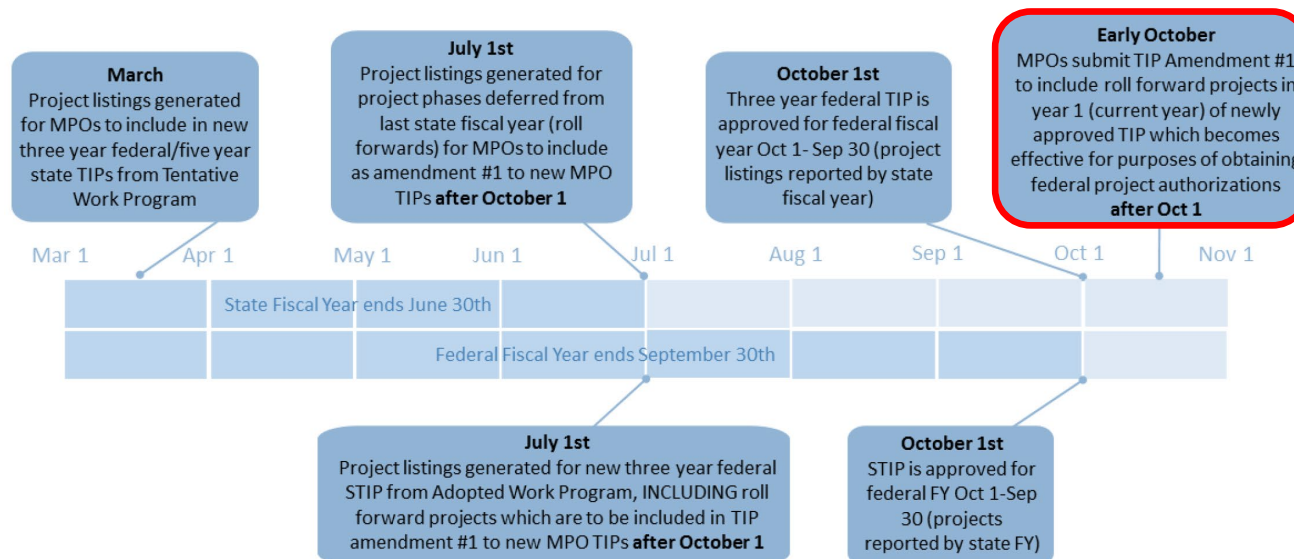 March
Project listings generated
for MPOs to include in new
three year federal/five year
state TIPs from Tentative
Work Program
July 1st
Project listings generated for
project phases deferred from
last state fiscal year (roll
forwards) for MPOs to include
as amendment #1 to new MPO
TIPs after October 1
October 1st
Three year federal TIP is
approved for federal fiscal
year Oct 1- Sep 30 (project
listings reported by state
fiscal year)
Early October
MPOs submit TIP Amendment #1
to include roll forward projects in
year 1 (current year) of newly
approved TIP which becomes
effective for purposes of obtaining
federal project authorizations
after Oct 1
Mar 1 Apr 1 May 1 Jun 1 Jul 1 Aug 1 Sep 1 Oct 1 Nov 1
State Fiscal Year ends June 30th
Federal Fiscal Year ends September 30th
July 1st
Project listings generated for new three year federal
STIP from Adopted Work Program, INCLUDING roll
forward projects which are to be included in TIP
amendment #1 to new MPO TIPs after October 1
October 1st
STIP is approved for
federal FY Oct 1-Sep
30 (projects
reported by state FY)